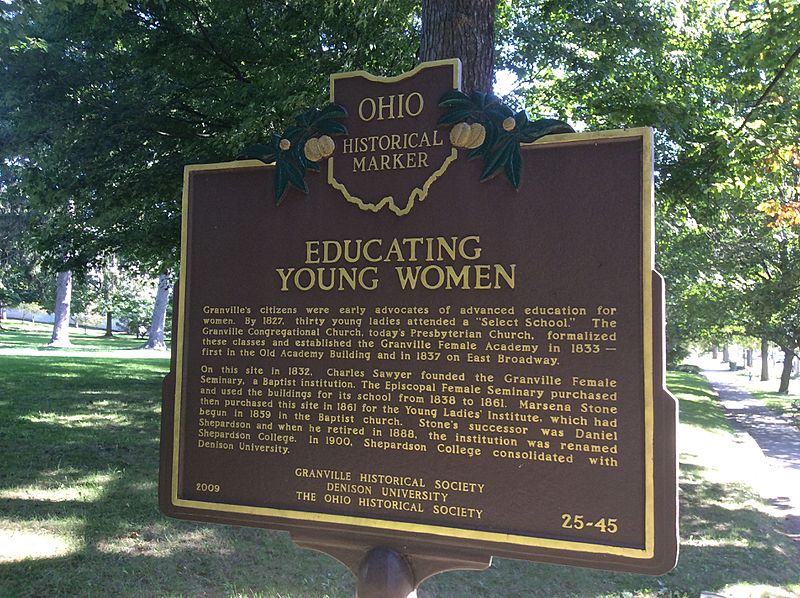 OHIO
HISTORICAL
MARKER
EDUCATING
YOUNG WOMEN
Granville's citizens were early advocates of advanced education for
women. By 1827, thirty young ladies attended a "Select School." The
Granville Congregational Church, today's Presbyterian Church, formalized
these classes and established the Granville Female Academy in 1833 —
first in the Old Academy Building and in 1837 on East Broadway.
On this site in 1832, Charles Sawyer founded the Granville Female
Seminary, a Baptist institution. The Episcopal Female Seminary purchased
and used the buildings for its school from 1838 to 1861. Marsena Stone
then purchased this site in 1861 for the Young Ladies' Institute, which had
begun in 1859 in the Baptist church. Stone's successor was Daniel
Shepardson and when he retired in 1888, the institution was renamed
Shepardson College. In 1900, Shepardson College consolidated with
Denison University.
GRANVILLE HISTORICAL SOCIETY
DENISON UNIVERSITY
THE OHIO HISTORICAL SOCIETY
2009
25-45